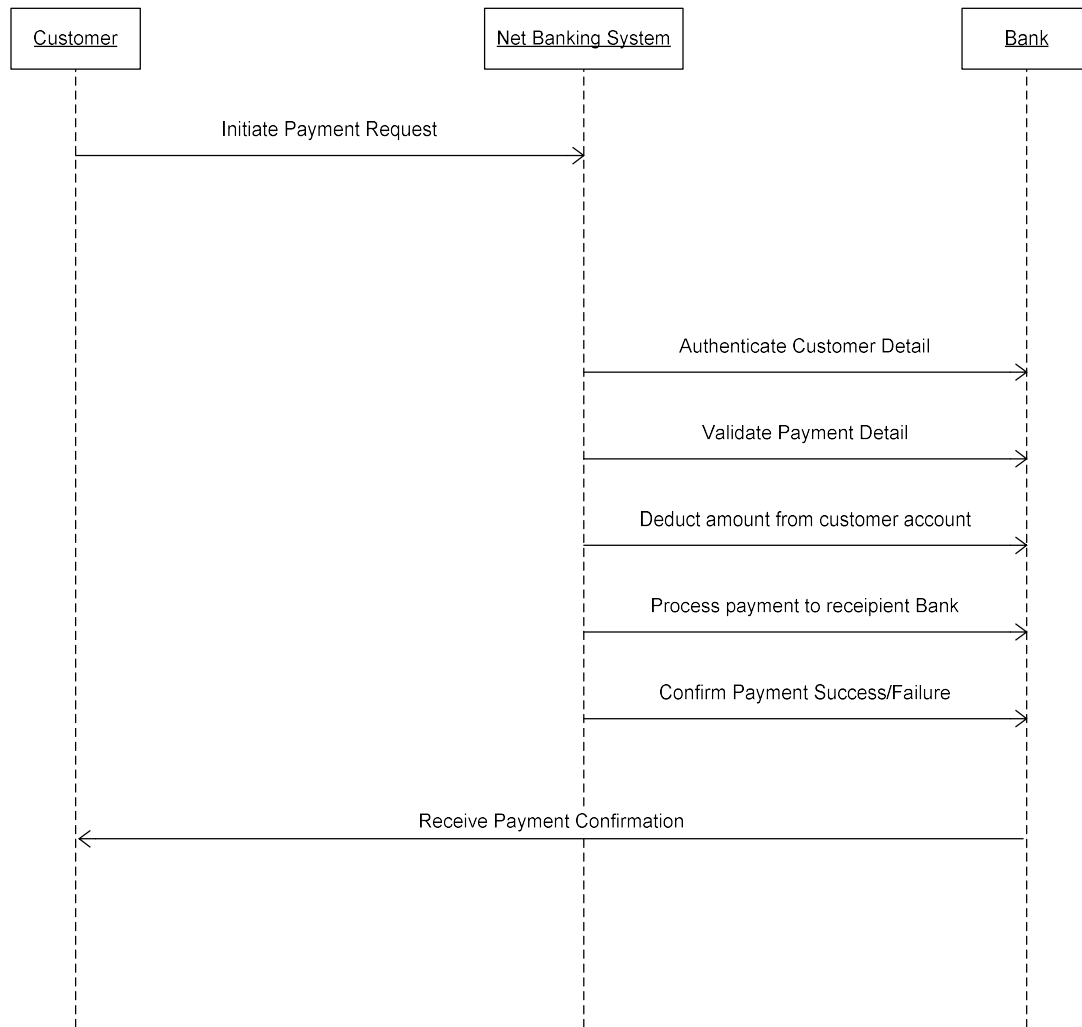 Customer
Net Banking System
Bank
Initiate Payment Request
Authenticate Customer Detail
Validate Payment Detail
Deduct amount from customer account
Process payment to receipient Bank
Confirm Payment Success/Failure
Receive Payment Confirmation